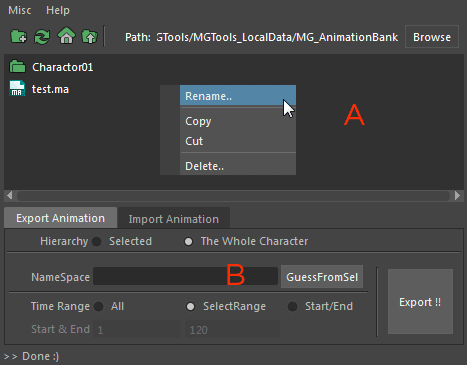 Misc Help
Path: GTools/MGTools_LocalData/MG_AnimationBank Browse
Charactor01
test.ma
Rename..
A
Copy
Cut
Delete..
Export Animation Import Animation
Hierarchy Selected The Whole Character
NameSpace B GuessFromSel
Time Range All SelectRange Start/End
Export !!
Start & End 1 120
>> Done :)